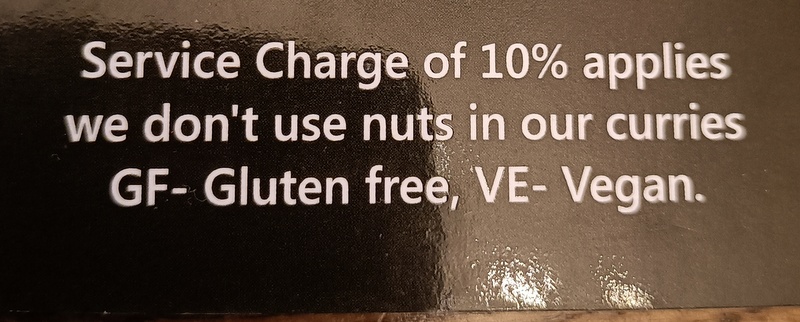 Service Charge of 10% applies
we don't use nuts in our curries
GF- Gluten free, VE- Vegan.